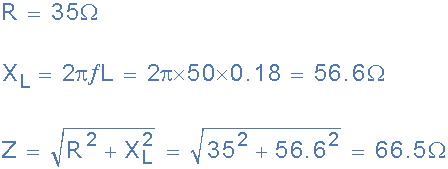 R = 35Ω
X_L = 2πfL = 2π×50×0.18 = 56.6Ω
Z = √(R² + X_L²) = √(35² + 56.6²) = 66.5Ω